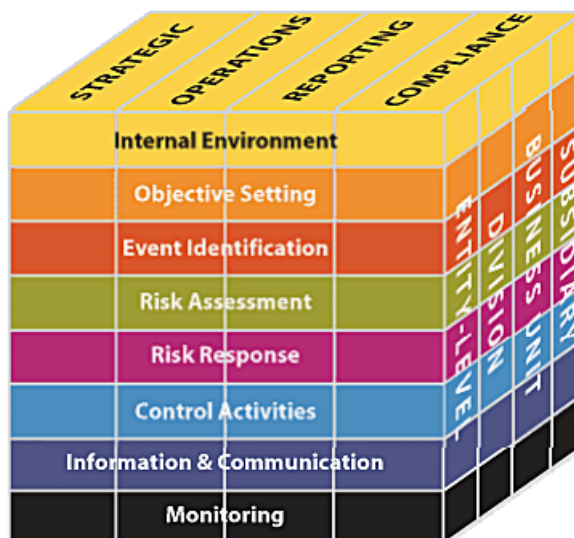 STRATEGIC
OPERATIONS
REPORTING
COMPLIANCE
Internal Environment
Objective Setting
Event Identification
Risk Assessment
Risk Response
Control Activities
Information & Communication
Monitoring
ENTITY-LEVEL
DIVISION
BUSINESS UNIT
SUBSIDIARY